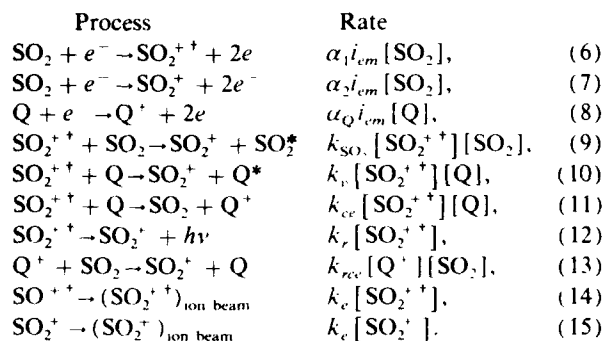 Process Rate
SO₂ + e⁻ → SO₂⁺† + 2e α₁i_em[SO₂], (6)
SO₂ + e⁻ → SO₂⁺ + 2e⁻ α₂i_em[SO₂], (7)
Q + e → Q⁺ + 2e α_Q i_em[Q], (8)
SO₂⁺† + SO₂ → SO₂⁺ + SO₂* k_SO₂[SO₂⁺†][SO₂], (9)
SO₂⁺† + Q → SO₂⁺ + Q* k_v[SO₂⁺†][Q], (10)
SO₂⁺† + Q → SO₂ + Q⁺ k_ce[SO₂⁺†][Q], (11)
SO₂⁺† → SO₂⁺ + hν k_r[SO₂⁺†], (12)
Q⁺ + SO₂ → SO₂⁺ + Q k_rce[Q⁺][SO₂], (13)
SO⁺† → (SO₂⁺†)_ion beam k_e[SO₂⁺†], (14)
SO₂⁺ → (SO₂⁺)_ion beam k_e[SO₂⁺]. (15)